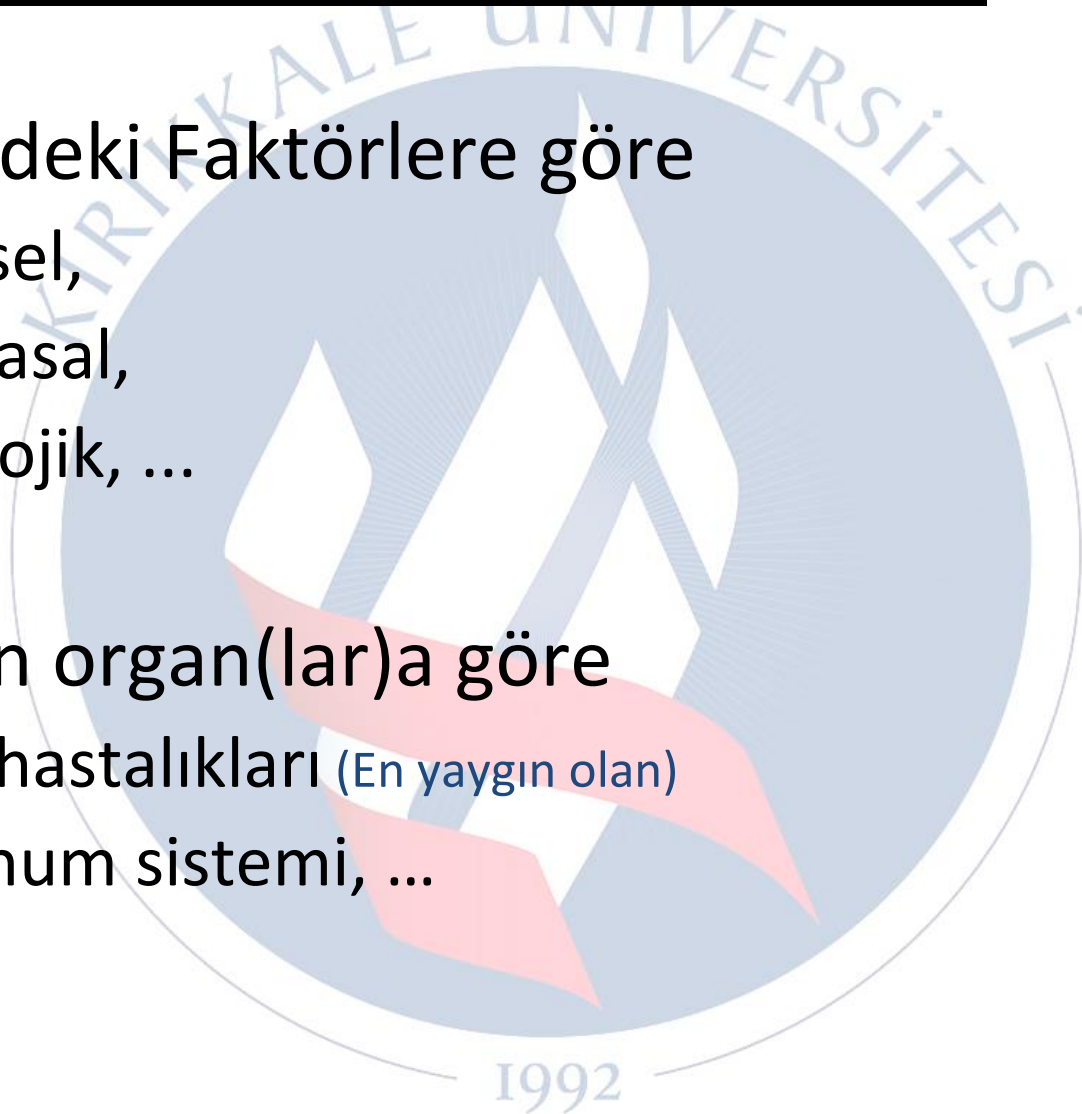 KIRIKKALE ÜNİVERSİTESİ
deki Faktörlere göre
sel,
asal,
ojik, ...
n organ(lar)a göre
hastalıkları (En yaygın olan)
num sistemi, ...
1992